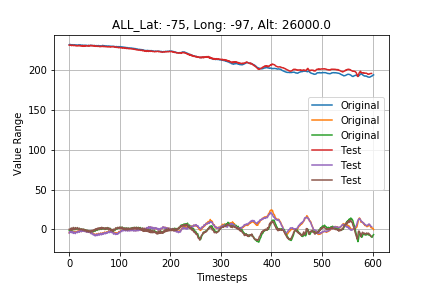 ALL_Lat: -75, Long: -97, Alt: 26000.0
Value Range
200
150
100
50
0
Original
Original
Original
Test
Test
Test
0 100 200 300 400 500 600
Timesteps